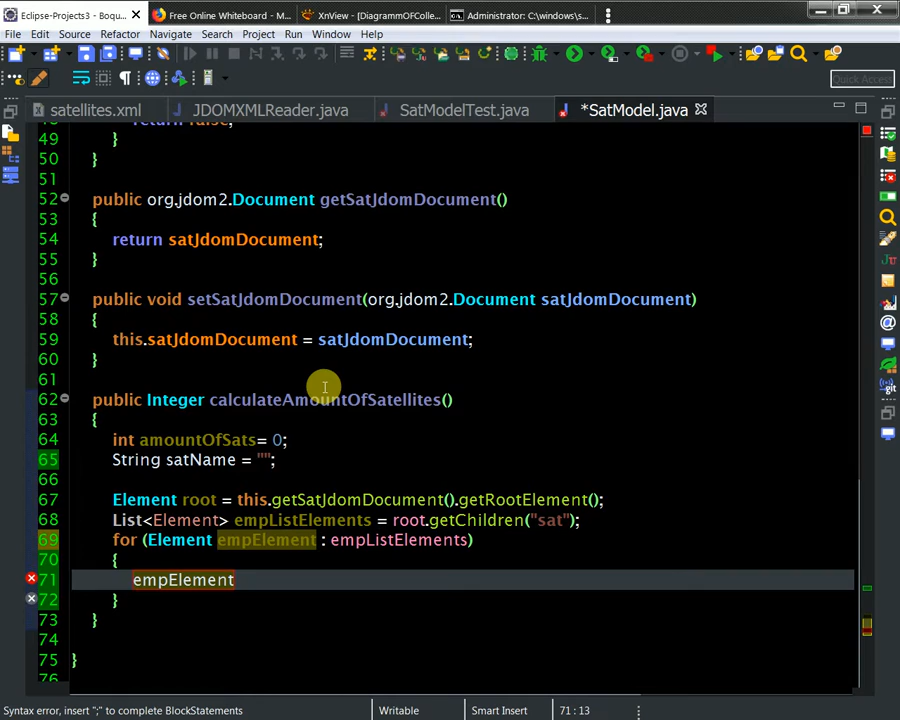 Eclipse-Projects3 - Boqu...
Free Online Whiteboard - M...
XnView - [DiagrammOFColle...
Administrator: C:\windows\s...
File Edit Source Refactor Navigate Search Project Run Window Help
Quick Access
satellites.xml JDOMXMLReader.java SatModelTest.java *SatModel.java
return false;
49 }
50 }
51
52 public org.jdom2.Document getSatJdomDocument()
53 {
54 return satJdomDocument;
55 }
56
57 public void setSatJdomDocument(org.jdom2.Document satJdomDocument)
58 {
59 this.satJdomDocument = satJdomDocument;
60 }
61
62 public Integer calculateAmountOfSatellites()
63 {
64 int amountOfSats= 0;
65 String satName = "";
66
67 Element root = this.getSatJdomDocument().getRootElement();
68 List<Element> empListElements = root.getChildren("sat");
69 for (Element empElement : empListElements)
70 {
71 empElement
72 }
73 }
74
75 }
76
Syntax error, insert ";" to complete BlockStatements Writable Smart Insert 71 : 13